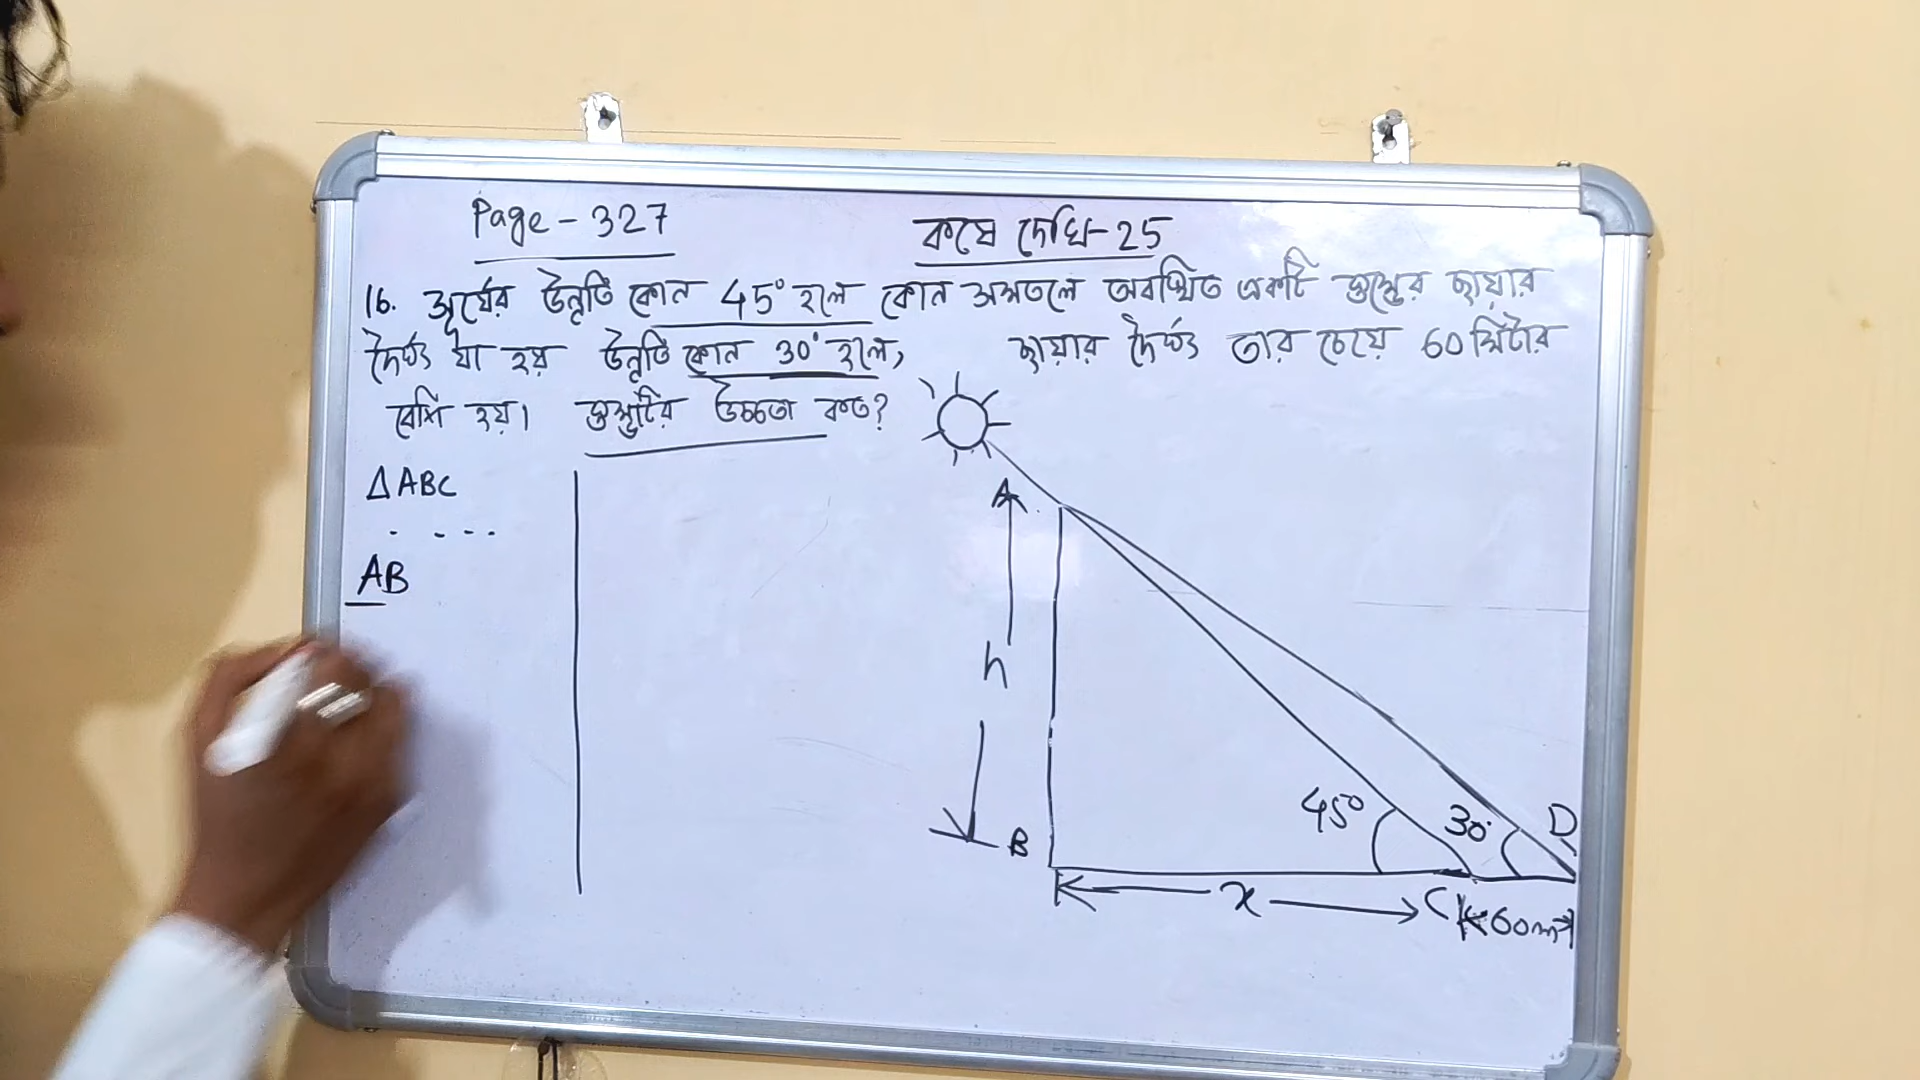 Page - 327
কষে দেখি-25
16. সূর্যের উন্নতি কোন 45° হলে কোন সমতলে অবস্থিত একটি স্তম্ভের ছায়ার
দৈর্ঘ্য যা হয় উন্নতি কোন 30° হলে, ছায়ার দৈর্ঘ্য তার চেয়ে 60 মিটার
বেশি হয়। স্তম্ভটির উচ্চতা কত?
Δ ABC
AB
A
h
B
45°
30°
D
x
C
60m